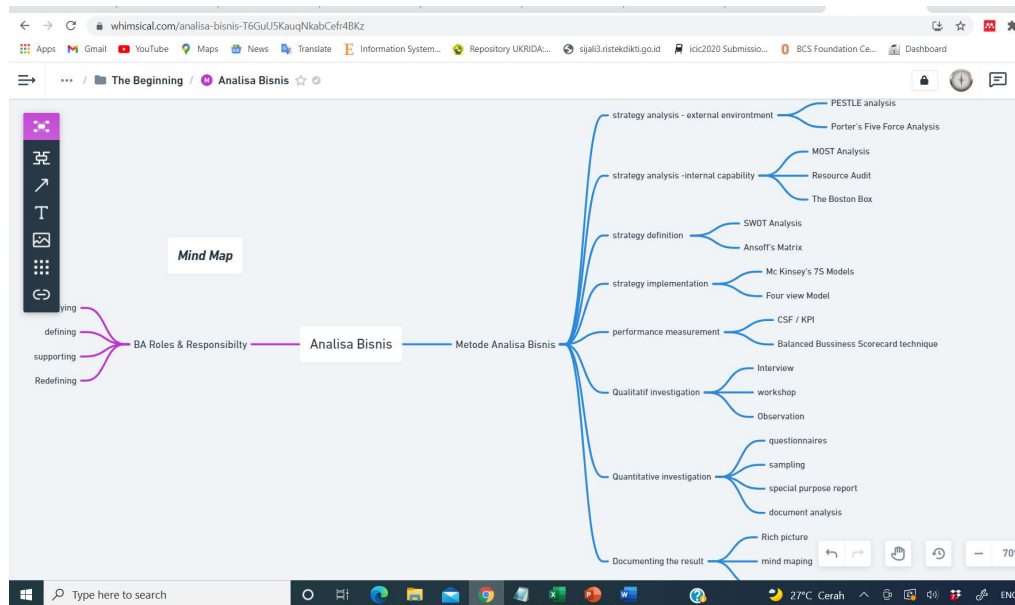 whimsical.com/analisa-bisnis-T6GuU5KauqNkabCefr4BKz
Apps Gmail YouTube Maps News Translate Information System... Repository UKRIDA:... sijali3.ristekdikti.go.id icic2020 Submissio... BCS Foundation Ce... Dashboard
... / The Beginning / Analisa Bisnis
Mind Map
ying
defining
supporting
Redefining
BA Roles & Responsibilty
Analisa Bisnis
Metode Analisa Bisnis
strategy analysis - external environtment
PESTLE analysis
Porter's Five Force Analysis
strategy analysis -internal capability
MOST Analysis
Resource Audit
The Boston Box
strategy definition
SWOT Analysis
Ansoff's Matrix
strategy implementation
Mc Kinsey's 7S Models
Four view Model
performance measurement
CSF / KPI
Balanced Bussiness Scorecard technique
Qualitatif investigation
Interview
workshop
Observation
Quantitative investigation
questionnaires
sampling
special purpose report
document analysis
Documenting the result
Rich picture
mind maping
70
Type here to search
27°C Cerah
ENG